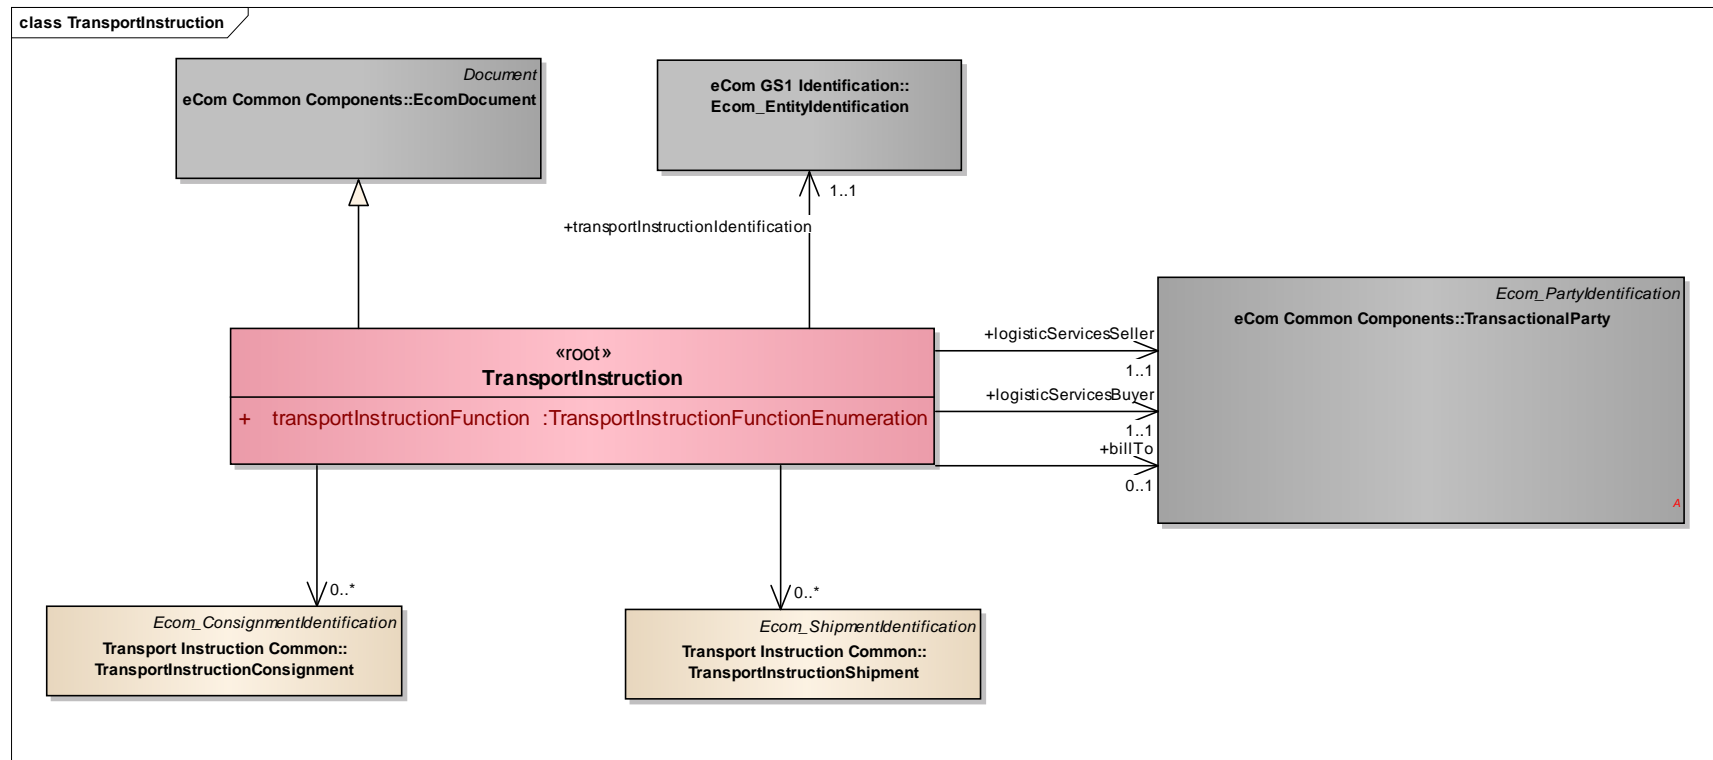 class TransportInstruction
Document
eCom Common Components::EcomDocument
eCom GS1 Identification::
Ecom_EntityIdentification
1..1
+transportInstructionIdentification
Ecom_PartyIdentification
eCom Common Components::TransactionalParty
A
«root»
TransportInstruction
+ transportInstructionFunction :TransportInstructionFunctionEnumeration
+logisticServicesSeller
1..1
+logisticServicesBuyer
1..1
+billTo
0..1
0..*
0..*
Ecom_ConsignmentIdentification
Transport Instruction Common::
TransportInstructionConsignment
Ecom_ShipmentIdentification
Transport Instruction Common::
TransportInstructionShipment